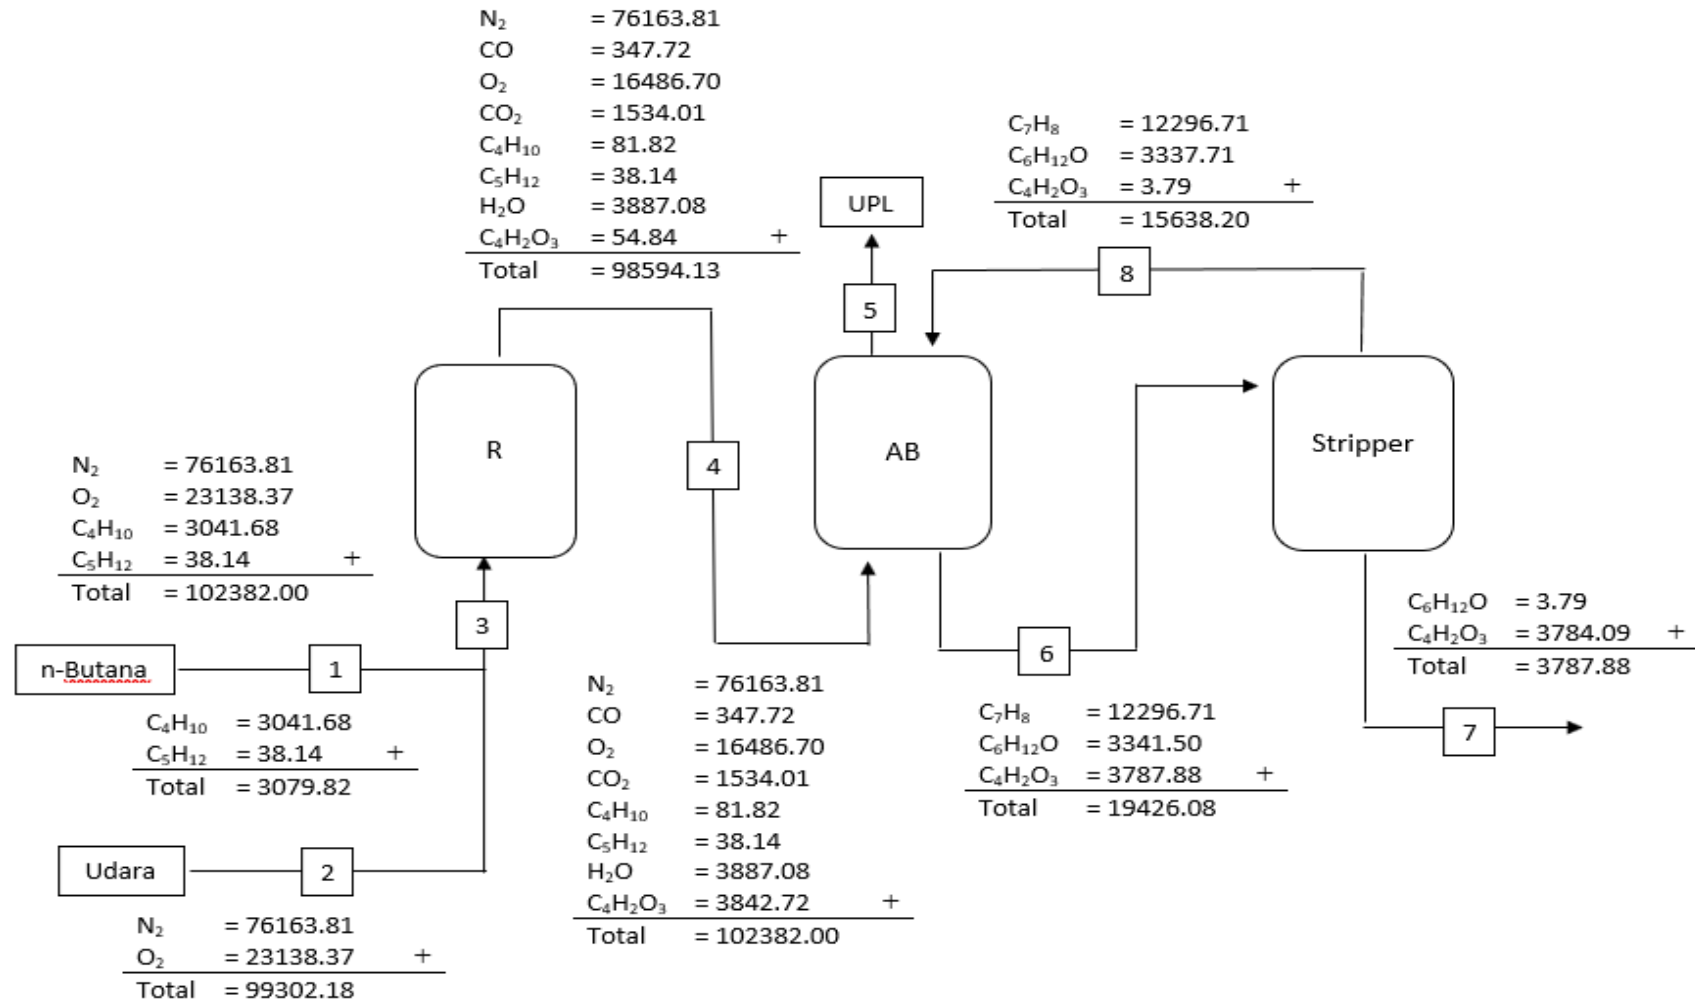 N₂ = 76163.81
CO = 347.72
O₂ = 16486.70
CO₂ = 1534.01
C₄H₁₀ = 81.82
C₅H₁₂ = 38.14
H₂O = 3887.08
C₄H₂O₃ = 54.84 +
Total = 98594.13
C₇H₈ = 12296.71
C₆H₁₂O = 3337.71
C₄H₂O₃ = 3.79 +
Total = 15638.20
UPL
5
8
R
4
AB
Stripper
N₂ = 76163.81
O₂ = 23138.37
C₄H₁₀ = 3041.68
C₅H₁₂ = 38.14 +
Total = 102382.00
3
n-Butana
1
C₄H₁₀ = 3041.68
C₅H₁₂ = 38.14 +
Total = 3079.82
Udara
2
N₂ = 76163.81
O₂ = 23138.37 +
Total = 99302.18
N₂ = 76163.81
CO = 347.72
O₂ = 16486.70
CO₂ = 1534.01
C₄H₁₀ = 81.82
C₅H₁₂ = 38.14
H₂O = 3887.08
C₄H₂O₃ = 3842.72 +
Total = 102382.00
6
C₇H₈ = 12296.71
C₆H₁₂O = 3341.50
C₄H₂O₃ = 3787.88 +
Total = 19426.08
C₆H₁₂O = 3.79
C₄H₂O₃ = 3784.09 +
Total = 3787.88
7